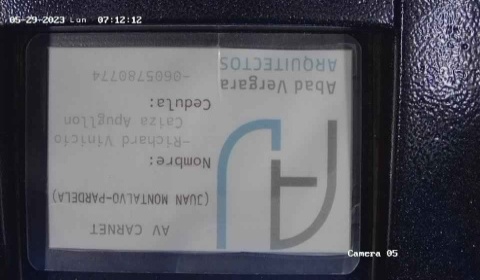 05-29-2023 Lun 07:12:12
AV CARNET
(JUAN MONTALVO-PARDELA)
Nombre:
-Richard Vinicio
Caiza Apugllon
Cedula:
-0605780774
Abad Vergara
ARQUITECTOS
Camera 05